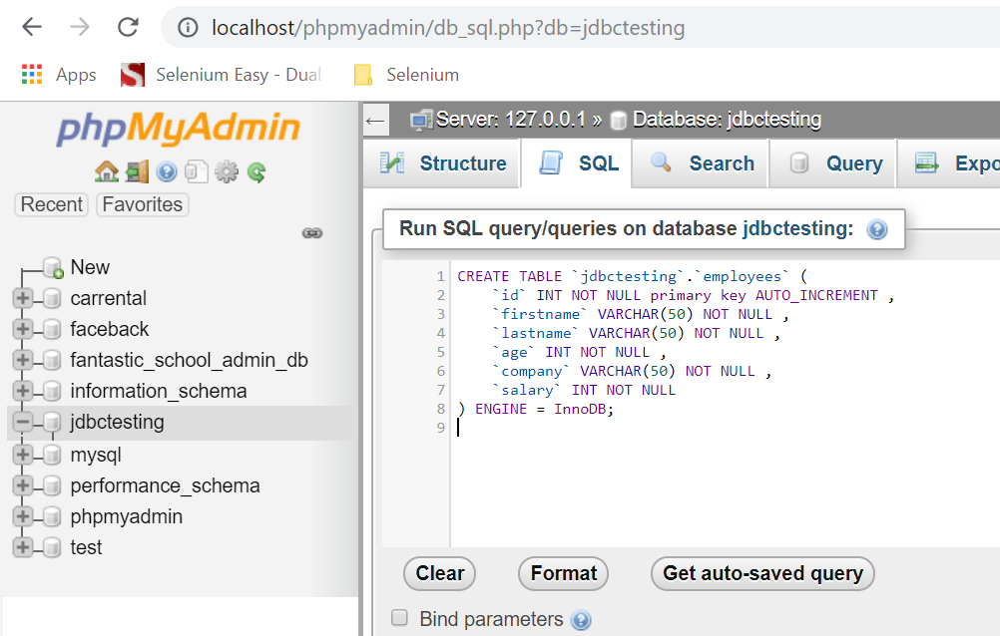 localhost/phpmyadmin/db_sql.php?db=jdbctesting
Apps Selenium Easy - Dual Selenium
phpMyAdmin
Recent Favorites
New
carrental
faceback
fantastic_school_admin_db
information_schema
jdbctesting
mysql
performance_schema
phpmyadmin
test
Server: 127.0.0.1 » Database: jdbctesting
Structure SQL Search Query Expo
Run SQL query/queries on database jdbctesting:
1 CREATE TABLE `jdbctesting`.`employees` (
2 `id` INT NOT NULL primary key AUTO_INCREMENT ,
3 `firstname` VARCHAR(50) NOT NULL ,
4 `lastname` VARCHAR(50) NOT NULL ,
5 `age` INT NOT NULL ,
6 `company` VARCHAR(50) NOT NULL ,
7 `salary` INT NOT NULL
8 ) ENGINE = InnoDB;
9
Clear Format Get auto-saved query
Bind parameters